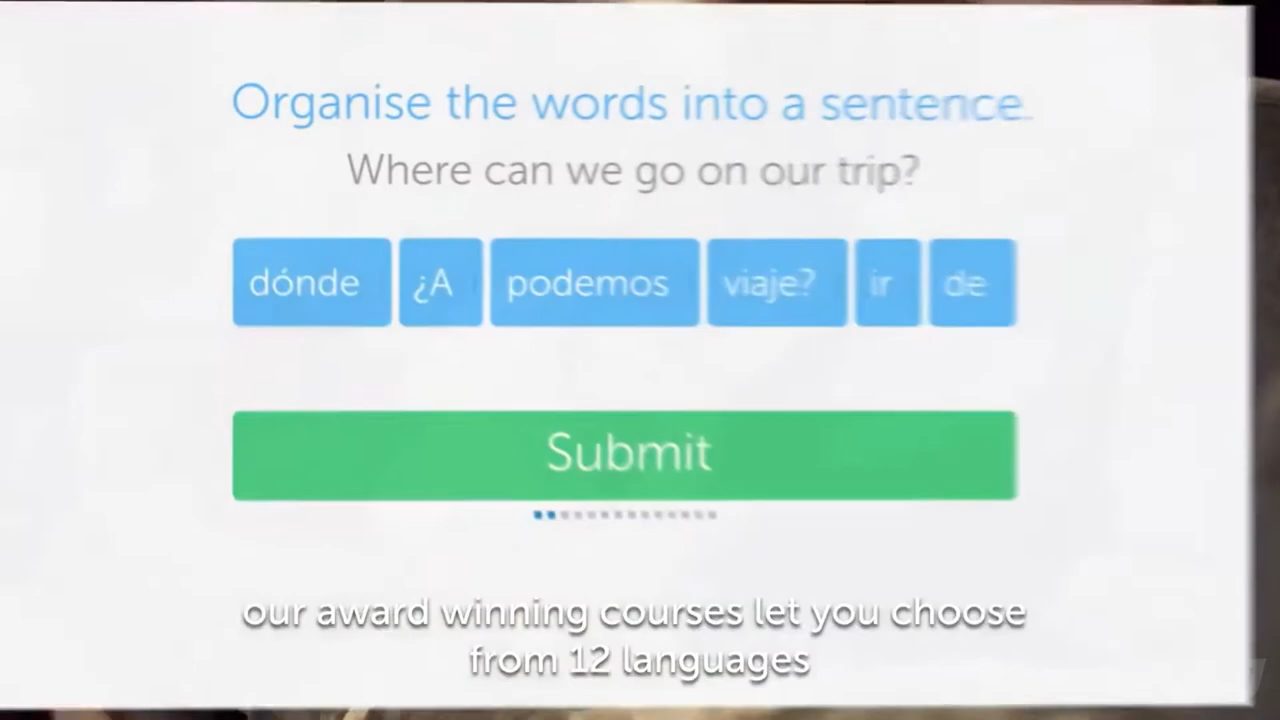 Organise the words into a sentence.
Where can we go on our trip?
dónde ¿A podemos viaje? ir de
Submit
our award winning courses let you choose
from 12 languages